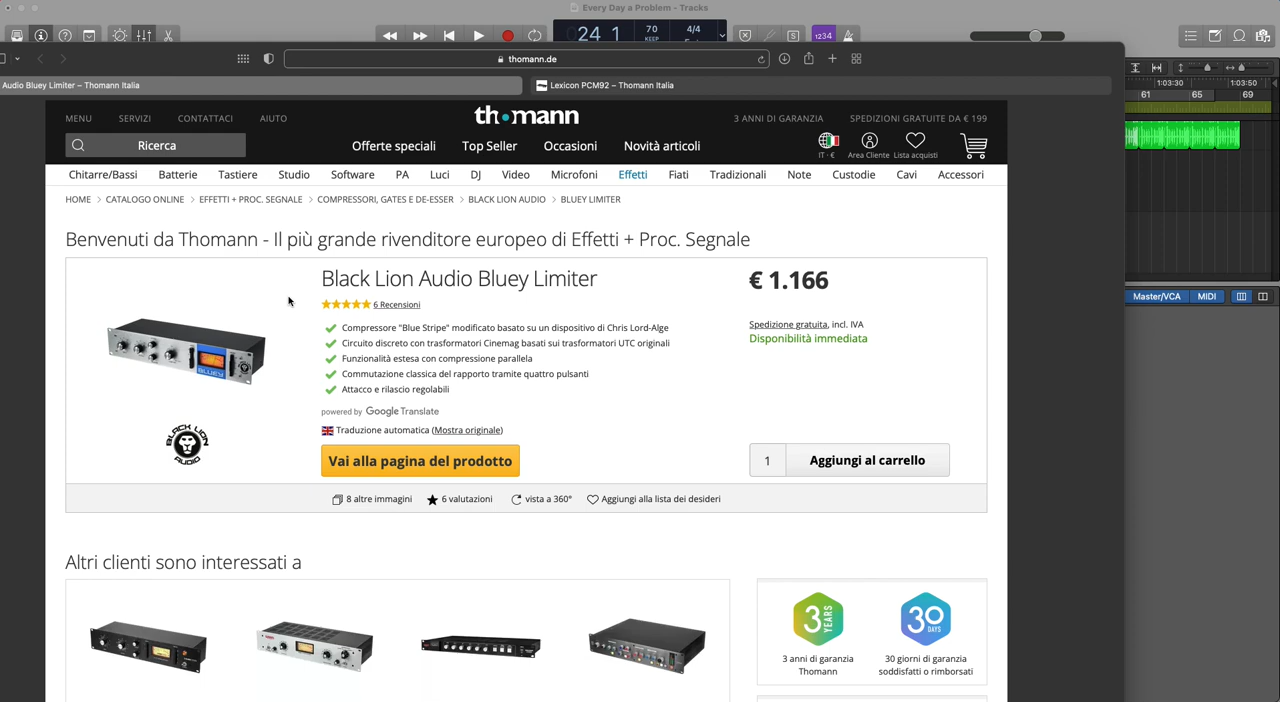 Every Day a Problem - Tracks
24 1
70
KEEP
4/4
1234
thomann.de
Audio Bluey Limiter – Thomann Italia
Lexicon PCM92 – Thomann Italia
1:03:30
1:03:50
61
65
69
MENU
SERVIZI
CONTATTACI
AIUTO
th•mann
3 ANNI DI GARANZIA
SPEDIZIONI GRATUITE DA € 199
Ricerca
Offerte speciali
Top Seller
Occasioni
Novità articoli
IT · €
Area Cliente
Lista acquisti
Chitarre/Bassi
Batterie
Tastiere
Studio
Software
PA
Luci
DJ
Video
Microfoni
Effetti
Fiati
Tradizionali
Note
Custodie
Cavi
Accessori
HOME > CATALOGO ONLINE > EFFETTI + PROC. SEGNALE > COMPRESSORI, GATES E DE-ESSER > BLACK LION AUDIO > BLUEY LIMITER
Benvenuti da Thomann - Il più grande rivenditore europeo di Effetti + Proc. Segnale
Black Lion Audio Bluey Limiter
€ 1.166
6 Recensioni
Compressore "Blue Stripe" modificato basato su un dispositivo di Chris Lord-Alge
Circuito discreto con trasformatori Cinemag basati sui trasformatori UTC originali
Funzionalità estesa con compressione parallela
Commutazione classica del rapporto tramite quattro pulsanti
Attacco e rilascio regolabili
Spedizione gratuita, incl. IVA
Disponibilità immediata
powered by Google Translate
Traduzione automatica (Mostra originale)
Vai alla pagina del prodotto
1
Aggiungi al carrello
BLUEY
BLACK LION
AUDIO
8 altre immagini
6 valutazioni
vista a 360°
Aggiungi alla lista dei desideri
Master/VCA
MIDI
Altri clienti sono interessati a
3
YEARS
30
DAYS
3 anni di garanzia
Thomann
30 giorni di garanzia
soddisfatti o rimborsati